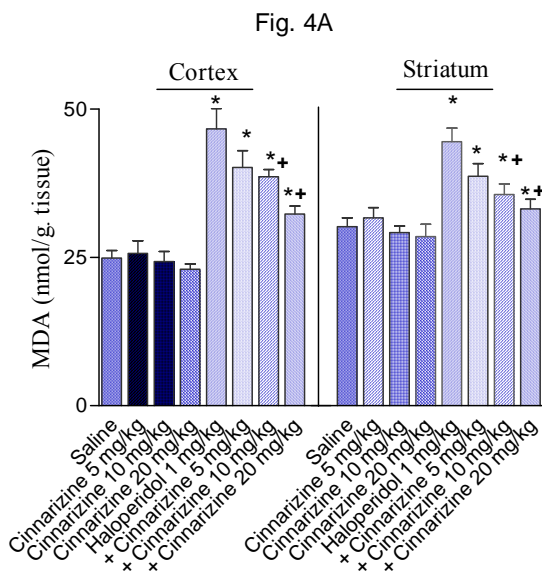 Fig. 4A
Cortex
Striatum
*
*
*+
*+
*
*
*+
*+
MDA (nmol/g. tissue)
50
25
0
Saline
Cinnarizine 5 mg/kg
Cinnarizine 10 mg/kg
Cinnarizine 20 mg/kg
Haloperidol 1 mg/kg
+ Cinnarizine 5 mg/kg
+ Cinnarizine 10 mg/kg
+ Cinnarizine 20 mg/kg
Saline
Cinnarizine 5 mg/kg
Cinnarizine 10 mg/kg
Cinnarizine 20 mg/kg
Haloperidol 1 mg/kg
+ Cinnarizine 5 mg/kg
+ Cinnarizine 10 mg/kg
+ Cinnarizine 20 mg/kg